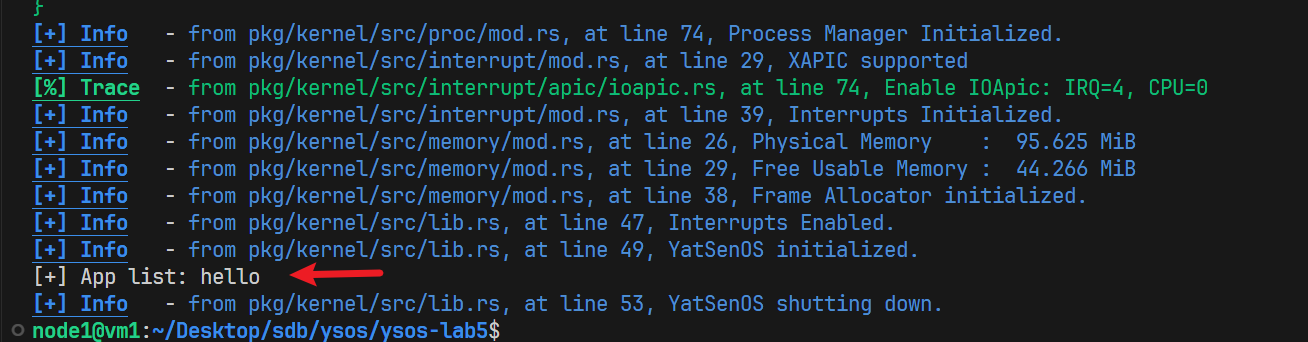 }
[+] Info   - from pkg/kernel/src/proc/mod.rs, at line 74, Process Manager Initialized.
[+] Info   - from pkg/kernel/src/interrupt/mod.rs, at line 29, XAPIC supported
[%] Trace  - from pkg/kernel/src/interrupt/apic/ioapic.rs, at line 74, Enable IOApic: IRQ=4, CPU=0
[+] Info   - from pkg/kernel/src/interrupt/mod.rs, at line 39, Interrupts Initialized.
[+] Info   - from pkg/kernel/src/memory/mod.rs, at line 26, Physical Memory    :  95.625 MiB
[+] Info   - from pkg/kernel/src/memory/mod.rs, at line 29, Free Usable Memory :  44.266 MiB
[+] Info   - from pkg/kernel/src/memory/mod.rs, at line 38, Frame Allocator initialized.
[+] Info   - from pkg/kernel/src/lib.rs, at line 47, Interrupts Enabled.
[+] Info   - from pkg/kernel/src/lib.rs, at line 49, YatSenOS initialized.
[+] App list: hello
[+] Info   - from pkg/kernel/src/lib.rs, at line 53, YatSenOS shutting down.
node1@vm1:~/Desktop/sdb/ysos/ysos-lab5$